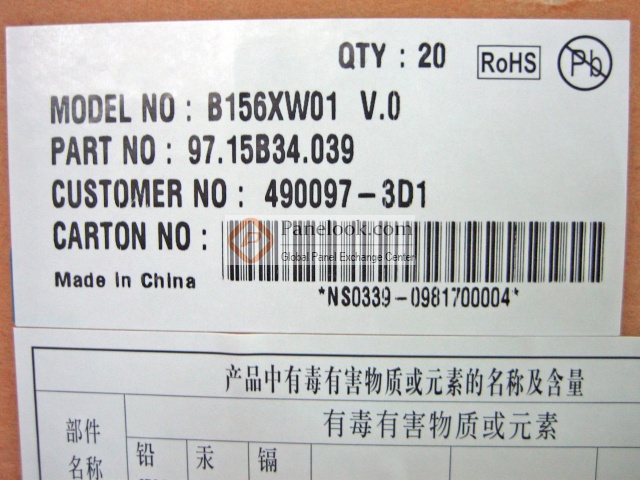 QTY : 20 RoHS Pb
MODEL NO : B156XW01 V.0
PART NO : 97.15B34.039
CUSTOMER NO : 490097-3D1
CARTON NO :
Panelook.com
Global Panel Exchange Center
Made in China
*NS0339-0981700004*
产品中有毒有害物质或元素的名称及含量
部件名称
有毒有害物质或元素
铅 汞 镉